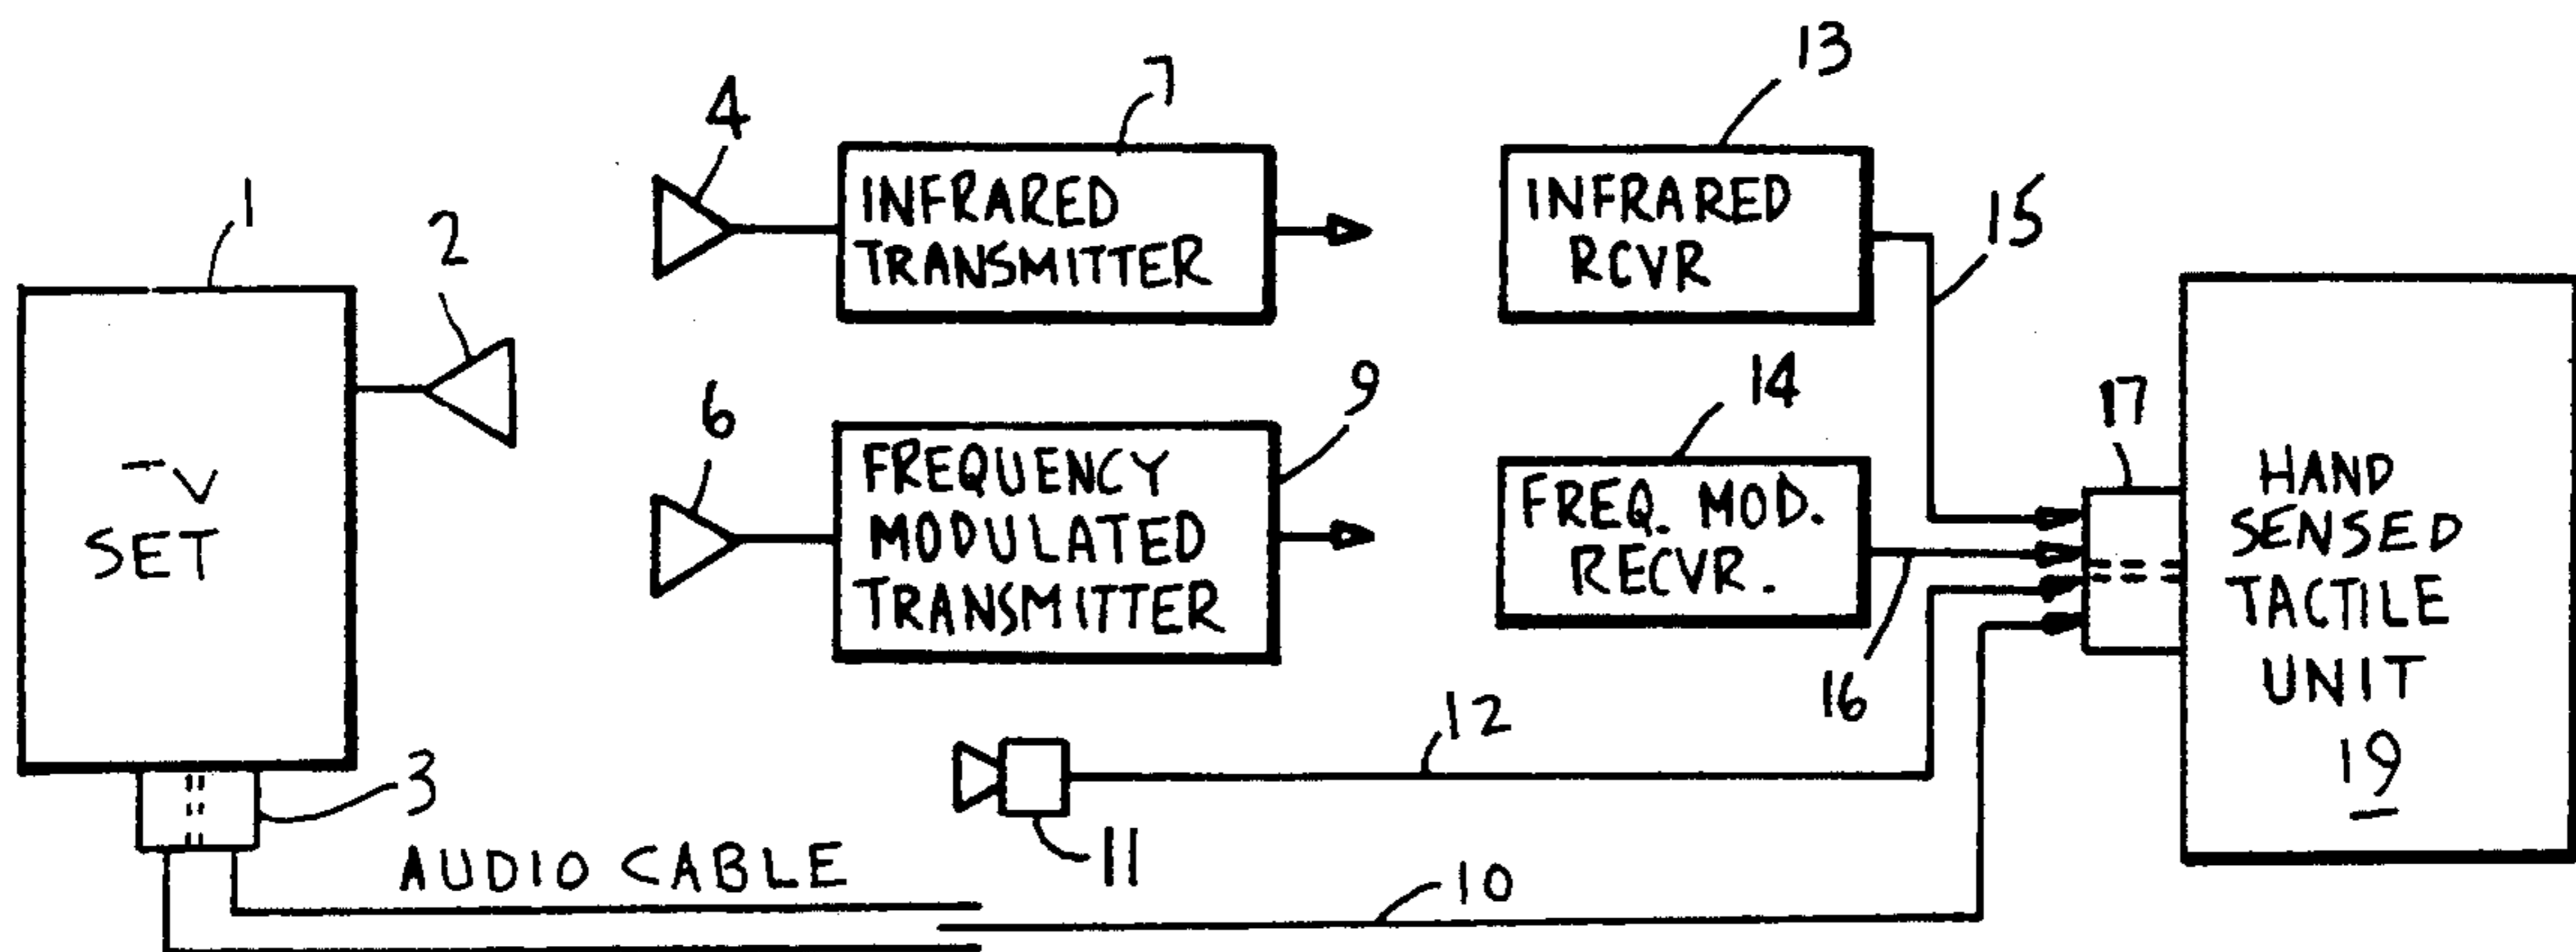 1
2
TV
SET
3
AUDIO CABLE
4
7
INFRARED
TRANSMITTER
6
9
FREQUENCY
MODULATED
TRANSMITTER
11
12
10
13
INFRARED
RCVR
15
14
FREQ. MOD.
RECVR.
16
17
HAND
SENSED
TACTILE
UNIT
19